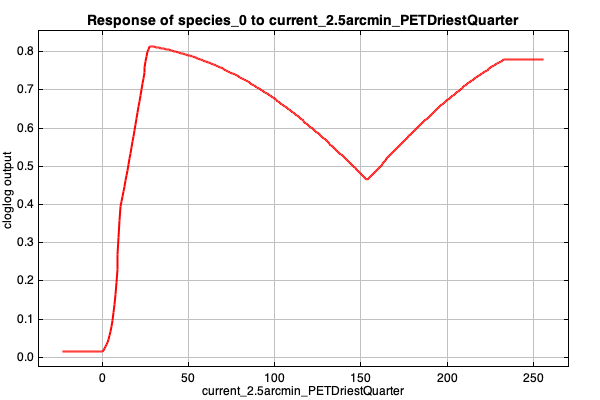 Response of species_0 to current_2.5arcmin_PETDriestQuarter
cloglog output
0.8
0.7
0.6
0.5
0.4
0.3
0.2
0.1
0.0
0 50 100 150 200 250
current_2.5arcmin_PETDriestQuarter